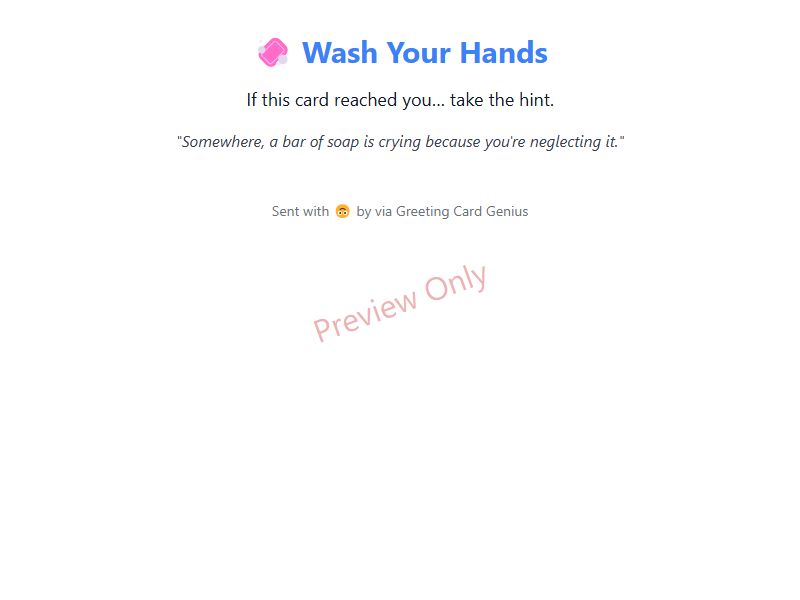 🧼 Wash Your Hands
If this card reached you... take the hint.
"Somewhere, a bar of soap is crying because you're neglecting it."
Sent with 🙃 by via Greeting Card Genius
Preview Only